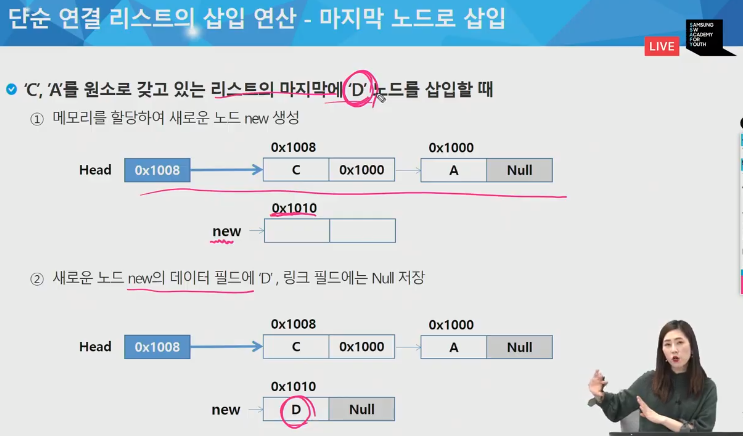 단순 연결 리스트의 삽입 연산 - 마지막 노드로 삽입
LIVE
SAMSUNG
SW
ACADEMY
FOR
YOUTH
‘C’, ‘A’를 원소로 갖고 있는 리스트의 마지막에 ‘D’ 노드를 삽입할 때
① 메모리를 할당하여 새로운 노드 new 생성
0x1008 0x1000
Head 0x1008 C 0x1000 A Null
0x1010
new
② 새로운 노드 new의 데이터 필드에 ‘D’ , 링크 필드에는 Null 저장
0x1008 0x1000
Head 0x1008 C 0x1000 A Null
0x1010
new D Null